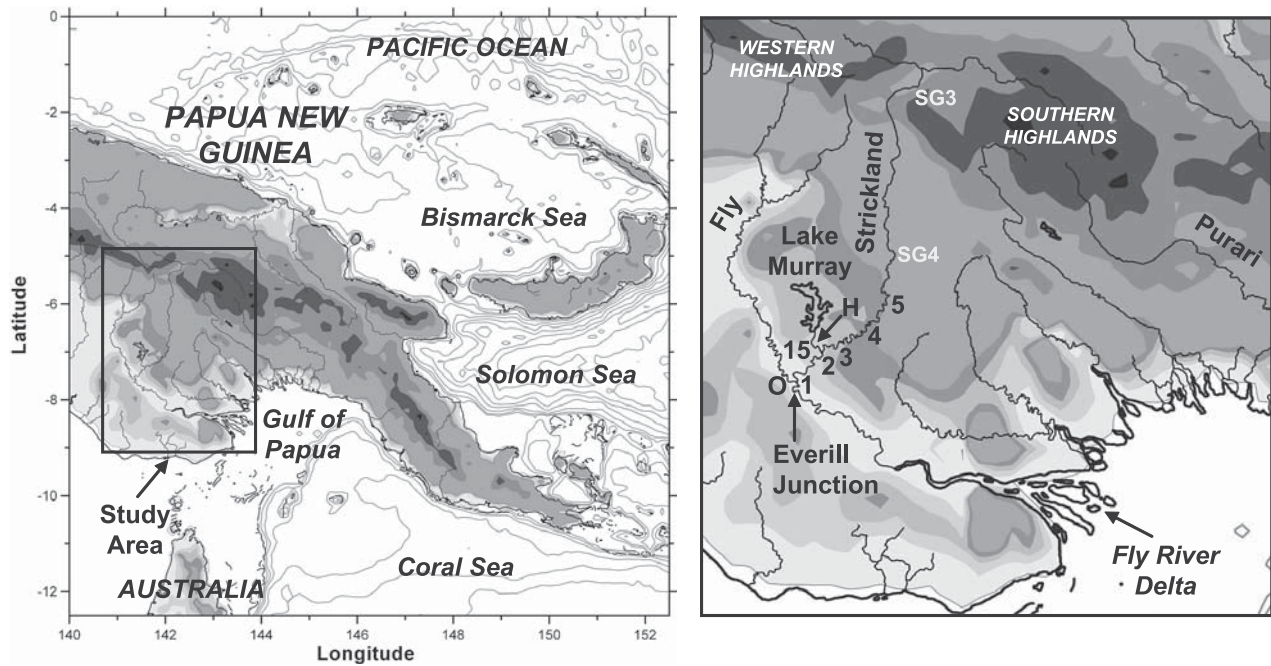 PACIFIC OCEAN
PAPUA NEW
GUINEA
Bismarck Sea
Solomon Sea
Gulf of
Papua
Study
Area
AUSTRALIA
Coral Sea
Latitude
0
-2
-4
-6
-8
-10
-12
140
142
144
146
148
150
152
Longitude
WESTERN
HIGHLANDS
SG3
SOUTHERN
HIGHLANDS
Fly
Strickland
Purari
Lake
Murray
SG4
H
5
4
15
3
2
O
1
Everill
Junction
Fly River
Delta